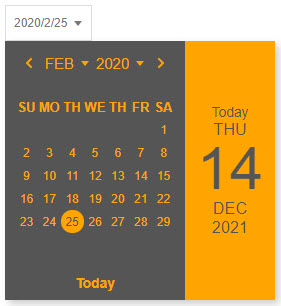 2020/2/25
FEB 2020
SU MO TH WE TH FR SA
1
2 3 4 5 6 7 8
9 10 11 12 13 14 15
16 17 18 19 20 21 22
23 24 25 26 27 28 29
Today
Today
THU
14
DEC
2021